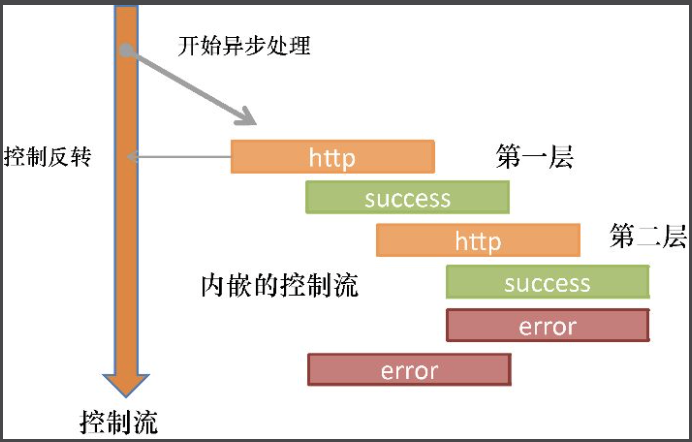 开始异步处理
控制反转
http
第一层
success
http
第二层
内嵌的控制流
success
error
error
控制流